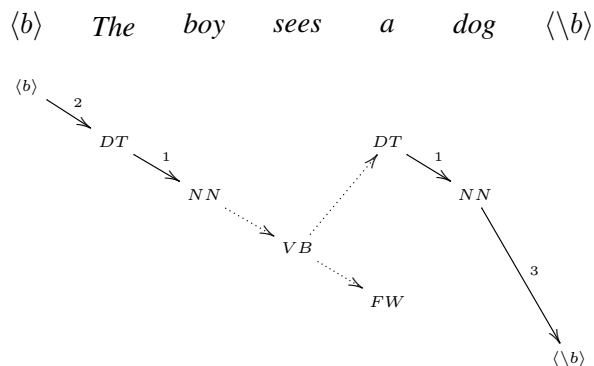 ⟨b⟩ The boy sees a dog ⟨\b⟩
⟨b⟩
2
DT
1
NN
VB
DT
1
NN
FW
3
⟨\b⟩